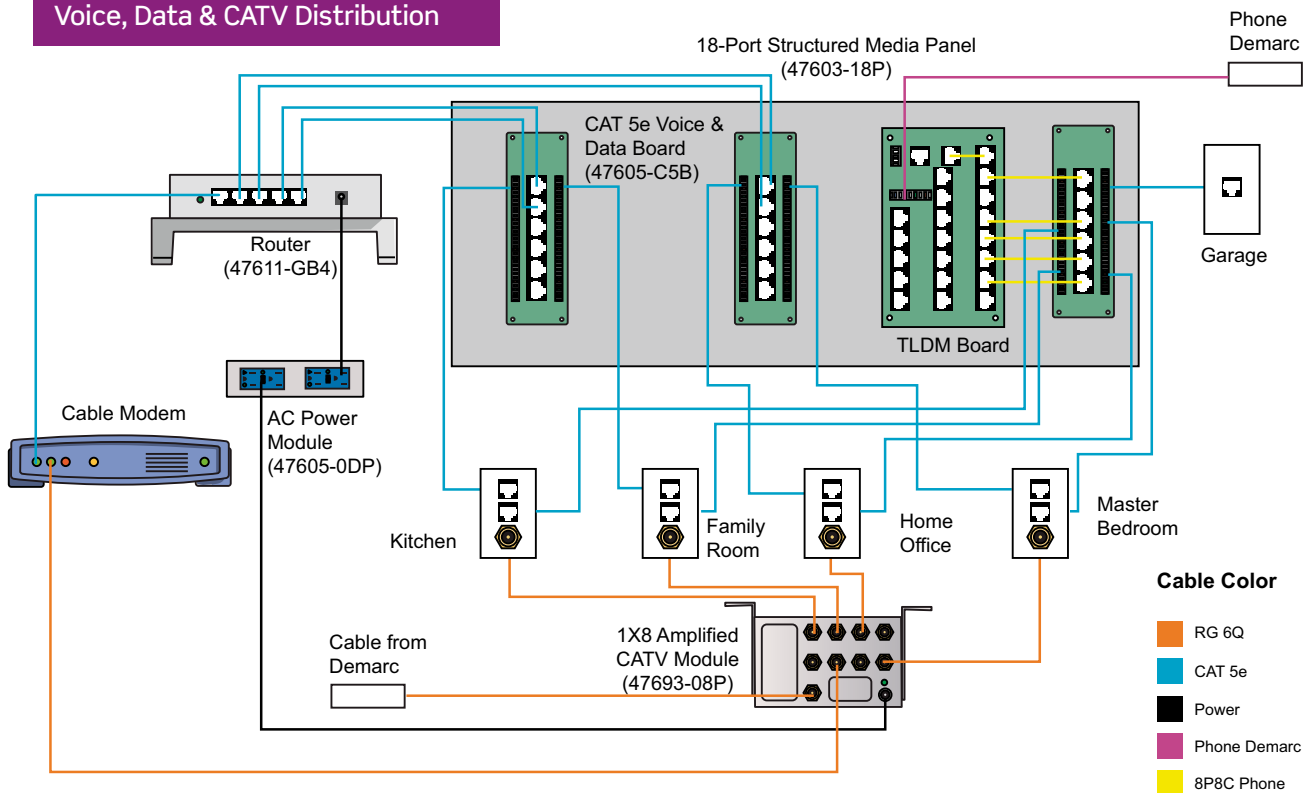 Voice, Data & CATV Distribution
Phone
Demarc
18-Port Structured Media Panel
(47603-18P)
CAT 5e Voice &
Data Board
(47605-C5B)
Router
(47611-GB4)
Garage
TLDM Board
Cable Modem
AC Power
Module
(47605-0DP)
Kitchen
Family
Room
Home
Office
Master
Bedroom
Cable from
Demarc
1X8 Amplified
CATV Module
(47693-08P)
Cable Color
RG 6Q
CAT 5e
Power
Phone Demarc
8P8C Phone